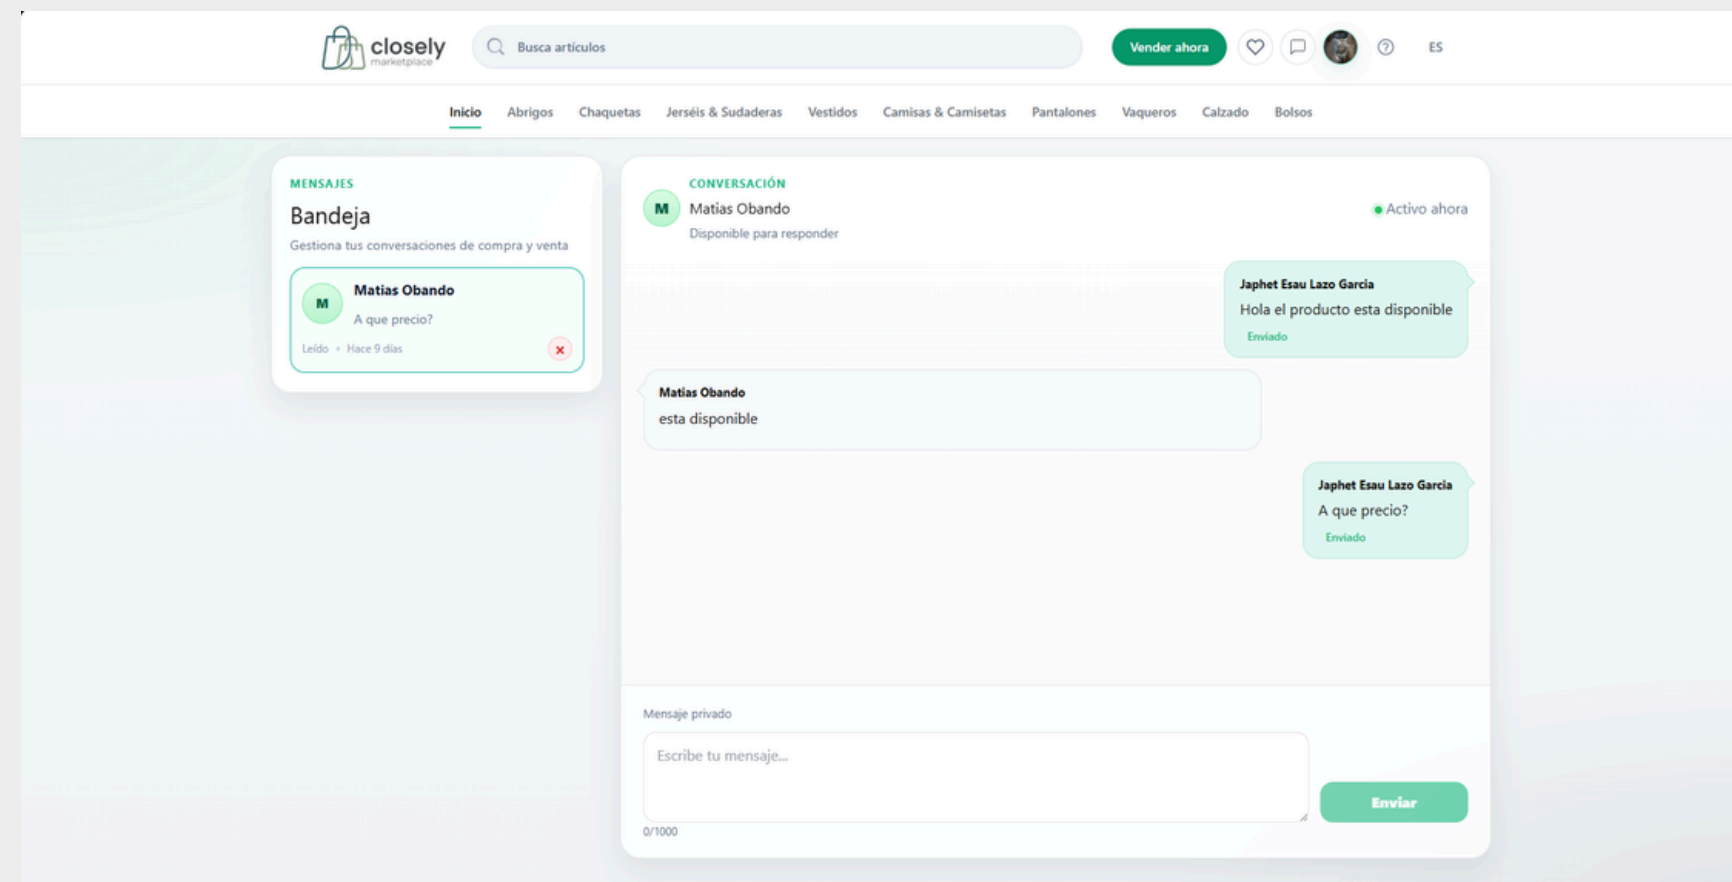 closely
marketplace
Busca artículos
Vender ahora
ES
Inicio Abrigos Chaquetas Jerséis & Sudaderas Vestidos Camisas & Camisetas Pantalones Vaqueros Calzado Bolsos
MENSAJES
Bandeja
Gestiona tus conversaciones de compra y venta
M
Matias Obando
A que precio?
Leído • Hace 9 días
CONVERSACIÓN
M
Matias Obando
Disponible para responder
Activo ahora
Japhet Esau Lazo Garcia
Hola el producto esta disponible
Enviado
Matias Obando
esta disponible
Japhet Esau Lazo Garcia
A que precio?
Enviado
Mensaje privado
Escribe tu mensaje...
0/1000
Enviar